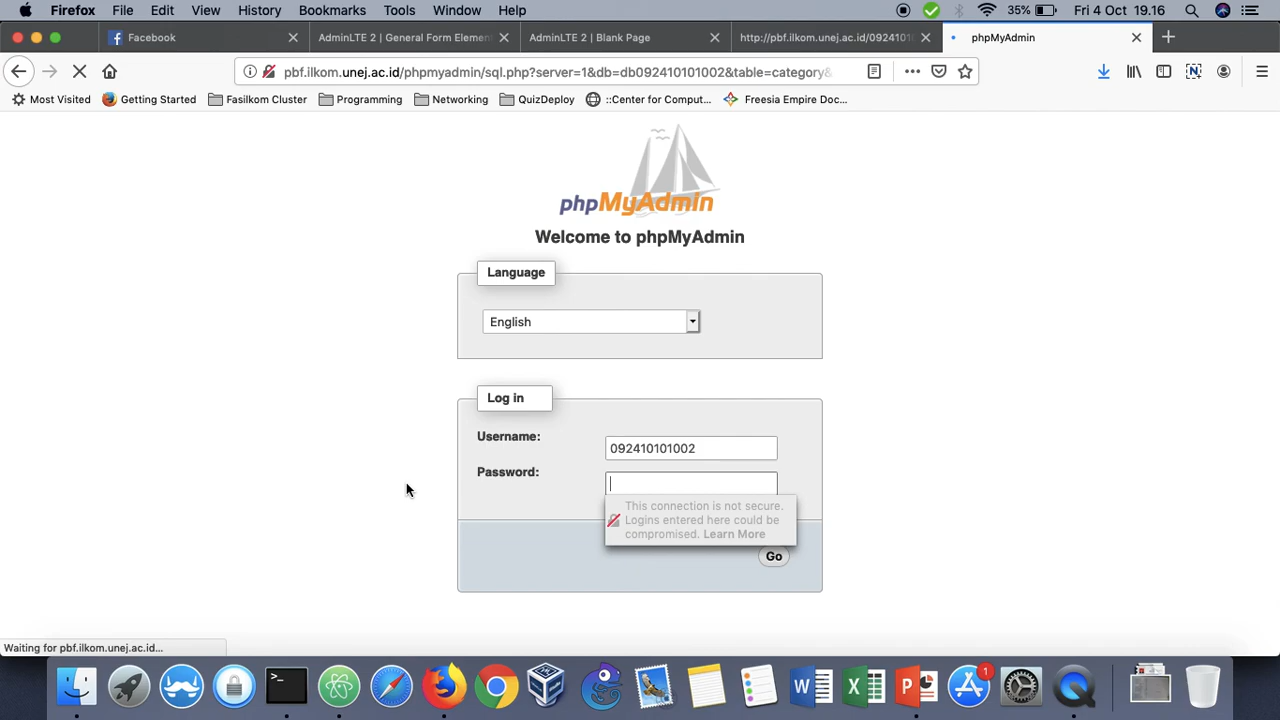 Firefox File Edit View History Bookmarks Tools Window Help 35% Fri 4 Oct 19.16
Facebook AdminLTE 2 | General Form Elemen AdminLTE 2 | Blank Page http://pbf.ilkom.unej.ac.id/0924101 phpMyAdmin
pbf.ilkom.unej.ac.id/phpmyadmin/sql.php?server=1&db=db092410101002&table=category&
Most Visited Getting Started Fasilkom Cluster Programming Networking QuizDeploy ::Center for Comput... Freesia Empire Doc...
phpMyAdmin
Welcome to phpMyAdmin
Language
English
Log in
Username: 092410101002
Password:
This connection is not secure.
Logins entered here could be
compromised. Learn More
Go
Waiting for pbf.ilkom.unej.ac.id...